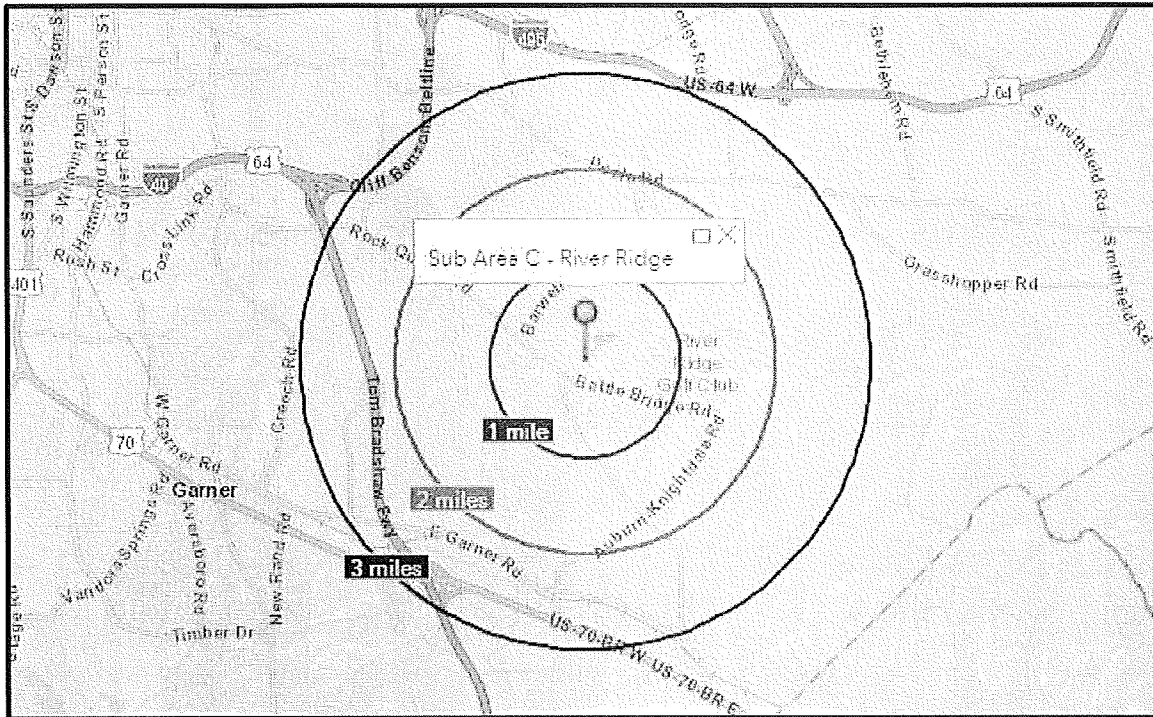 495
US-64 W
64
S Smithfield Rd
Smithfield Rd
Bethlehem Rd
S Saunders St
S Dawson St
S Wilmington St
Hammond Rd
S Person St
Garner Rd
40
64
Cliff Benson Beltline
Cross Link Rd
Rush St
401
Rock
Rd
Sub Area C - River Ridge
Grasshopper Rd
River
Ridge
Golf Club
Battle Bridge Rd
1 mile
Auburn Knightdale Rd
Creech Rd
Tom Bradshaw Fwy
W Garner Rd
70
Garner
2 miles
E Garner Rd
3 miles
Vandora Springs Rd
Aversboro Rd
New Rand Rd
Timber Dr
US-70-BR W
US-70-BR E